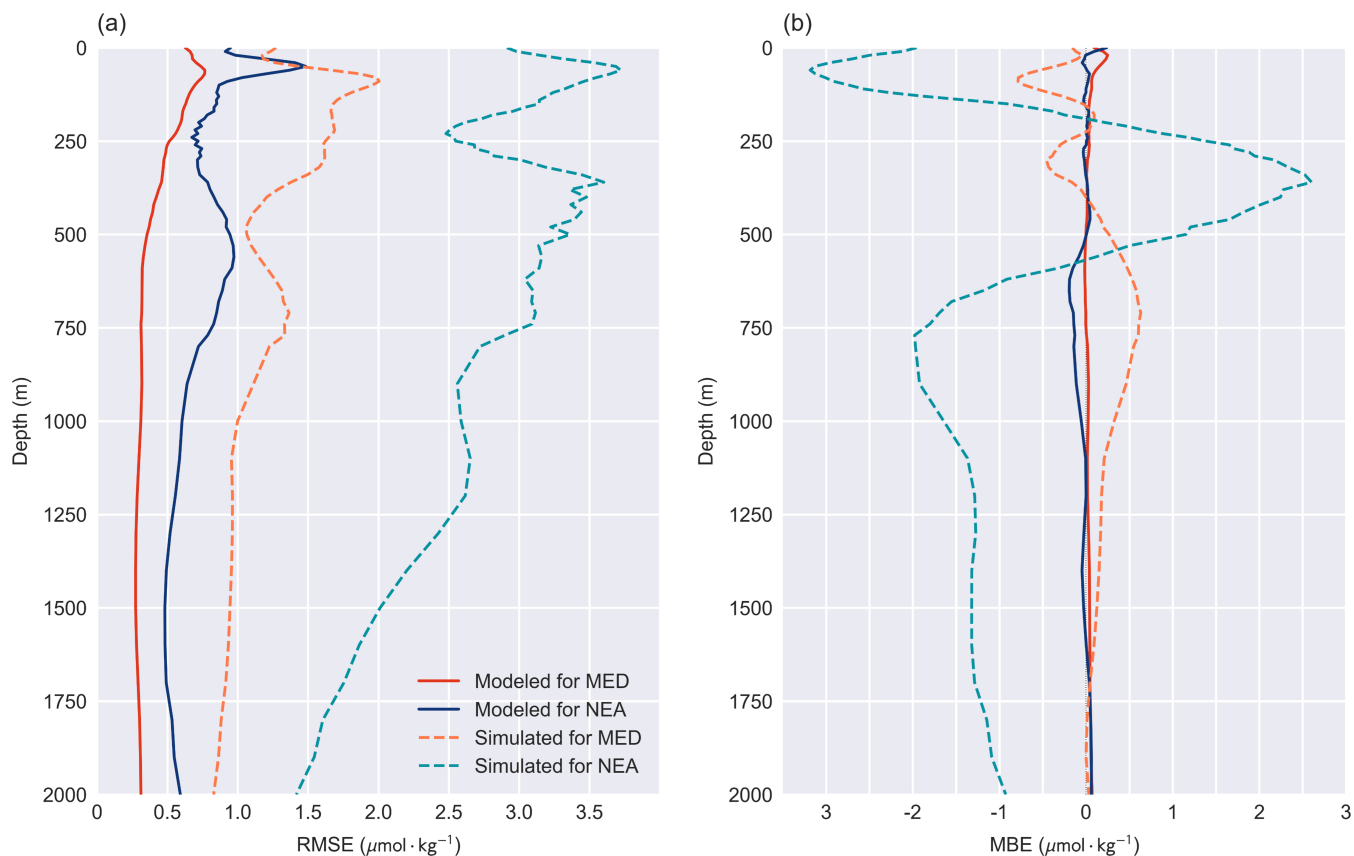 (a)
0
250
500
750
1000
1250
1500
1750
2000
Depth (m)
0 0.5 1.0 1.5 2.0 2.5 3.0 3.5
RMSE (μmol · kg⁻¹)
Modeled for MED
Modeled for NEA
Simulated for MED
Simulated for NEA
(b)
0
250
500
750
1000
1250
1500
1750
2000
Depth (m)
3 -2 -1 0 1 2 3
MBE (μmol · kg⁻¹)